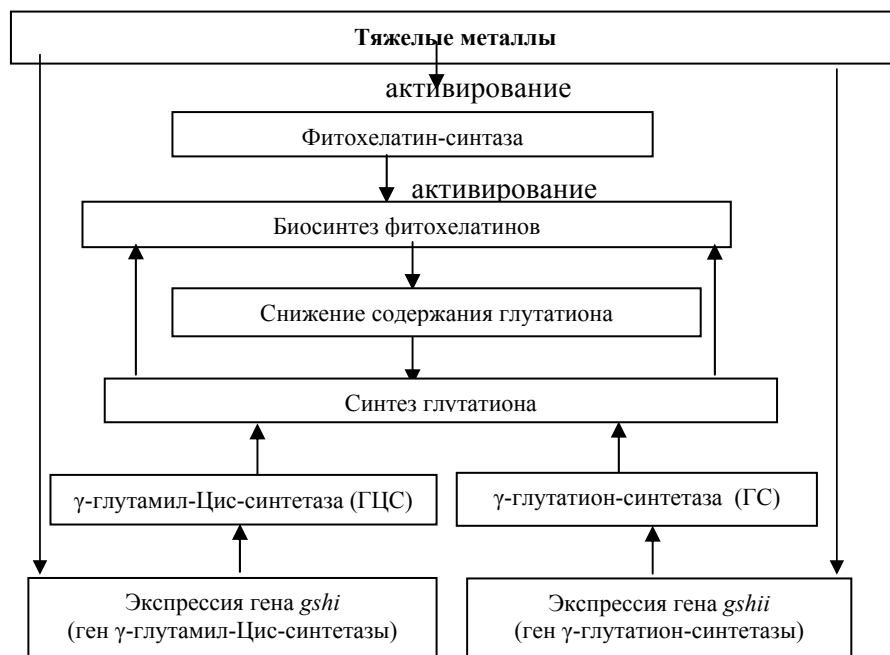 Тяжелые металлы
активирование
Фитохелатин-синтаза
активирование
Биосинтез фитохелатинов
Снижение содержания глутатиона
Синтез глутатиона
γ-глутамил-Цис-синтетаза (ГЦС)
γ-глутатион-синтетаза (ГС)
Экспрессия гена gshi
(ген γ-глутамил-Цис-синтетазы)
Экспрессия гена gshii
(ген γ-глутатион-синтетазы)